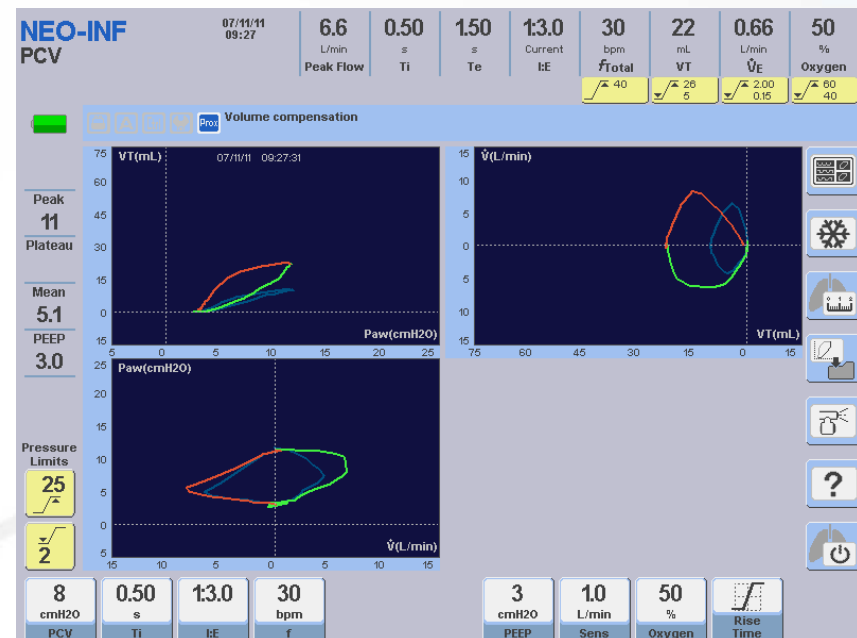 NEO-INF
PCV
07/11/11
09:27
6.6
L/min
Peak Flow
0.50
s
Ti
1.50
s
Te
1:3.0
Current
I:E
30
bpm
fTotal
40
22
mL
VT
26
5
0.66
L/min
V̇E
2.00
0.15
50
%
Oxygen
60
40
Prox
Volume compensation
Peak
11
Plateau
Mean
5.1
PEEP
3.0
Pressure
Limits
25
2
VT(mL)
07/11/11 09:27:31
75
60
45
30
15
0
15
Paw(cmH2O)
5 0 5 10 15 20 25
V̇(L/min)
15
10
5
0
5
10
15
VT(mL)
75 60 45 30 15 0 15
Paw(cmH2O)
25
20
15
10
5
0
5
V̇(L/min)
15 10 5 0 5 10 15
?
8
cmH2O
PCV
0.50
s
Ti
1:3.0
I:E
30
bpm
f
3
cmH2O
PEEP
1.0
L/min
Sens
50
%
Oxygen
Rise
Time